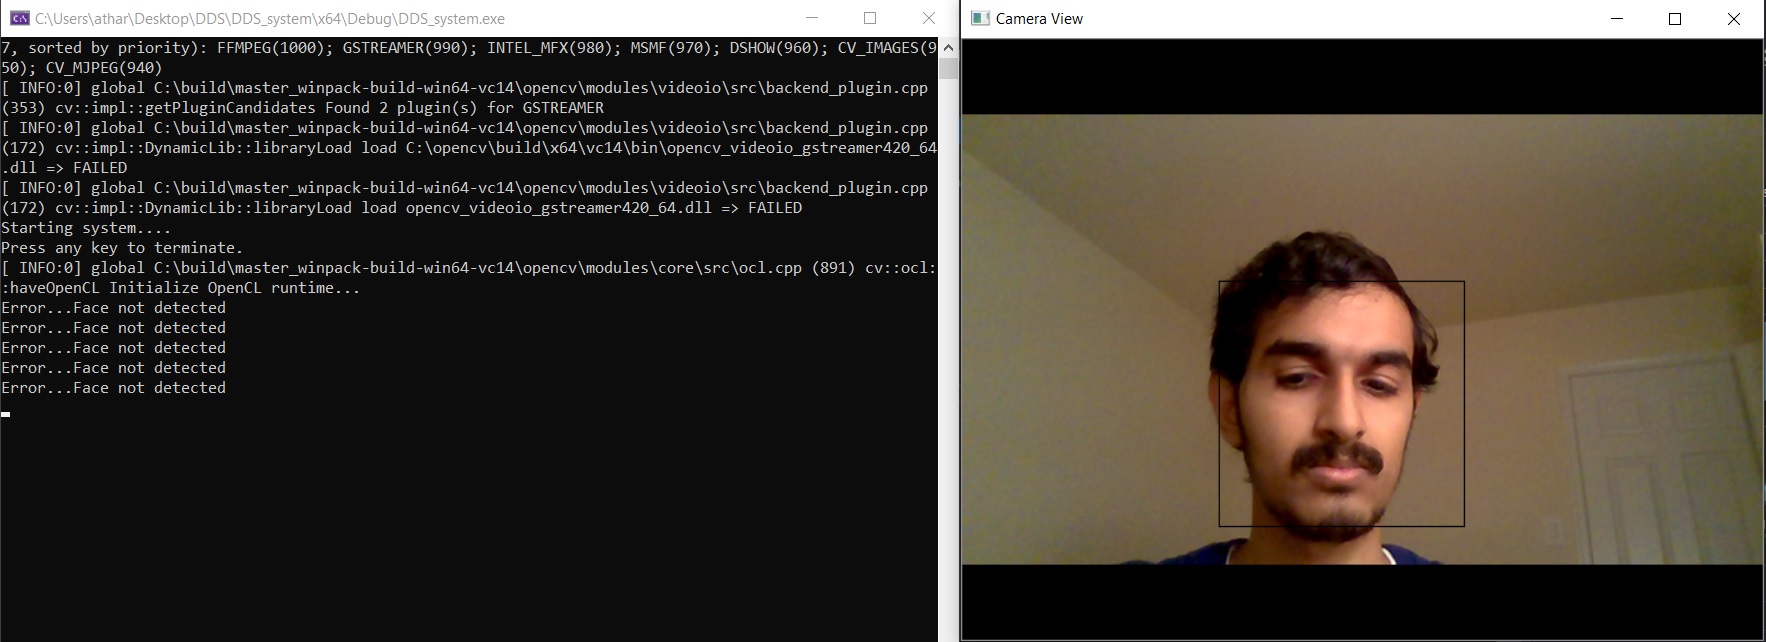 C:\Users\athar\Desktop\DDS\DDS_system\x64\Debug\DDS_system.exe
7, sorted by priority): FFMPEG(1000); GSTREAMER(990); INTEL_MFX(980); MSMF(970); DSHOW(960); CV_IMAGES(9
50); CV_MJPEG(940)
[ INFO:0] global C:\build\master_winpack-build-win64-vc14\opencv\modules\videoio\src\backend_plugin.cpp
(353) cv::impl::getPluginCandidates Found 2 plugin(s) for GSTREAMER
[ INFO:0] global C:\build\master_winpack-build-win64-vc14\opencv\modules\videoio\src\backend_plugin.cpp
(172) cv::impl::DynamicLib::libraryLoad load C:\opencv\build\x64\vc14\bin\opencv_videoio_gstreamer420_64
.dll => FAILED
[ INFO:0] global C:\build\master_winpack-build-win64-vc14\opencv\modules\videoio\src\backend_plugin.cpp
(172) cv::impl::DynamicLib::libraryLoad load opencv_videoio_gstreamer420_64.dll => FAILED
Starting system....
Press any key to terminate.
[ INFO:0] global C:\build\master_winpack-build-win64-vc14\opencv\modules\core\src\ocl.cpp (891) cv::ocl:
:haveOpenCL Initialize OpenCL runtime...
Error...Face not detected
Error...Face not detected
Error...Face not detected
Error...Face not detected
Error...Face not detected
Camera View